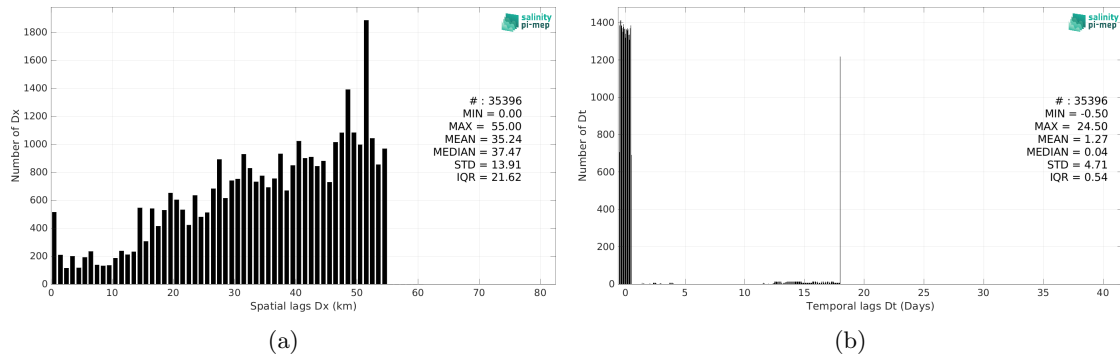 1800
1600
1400
1200
1000
800
600
400
200
0
Number of Dx
0 10 20 30 40 50 60 70 80
Spatial lags Dx (km)
salinity
pi-mep
# : 35396
MIN = 0.00
MAX = 55.00
MEAN = 35.24
MEDIAN = 37.47
STD = 13.91
IQR = 21.62
(a)
1400
1200
1000
800
600
400
200
0
Number of Dt
0 5 10 15 20 25 30 35 40
Temporal lags Dt (Days)
salinity
pi-mep
# : 35396
MIN = -0.50
MAX = 24.50
MEAN = 1.27
MEDIAN = 0.04
STD = 4.71
IQR = 0.54
(b)